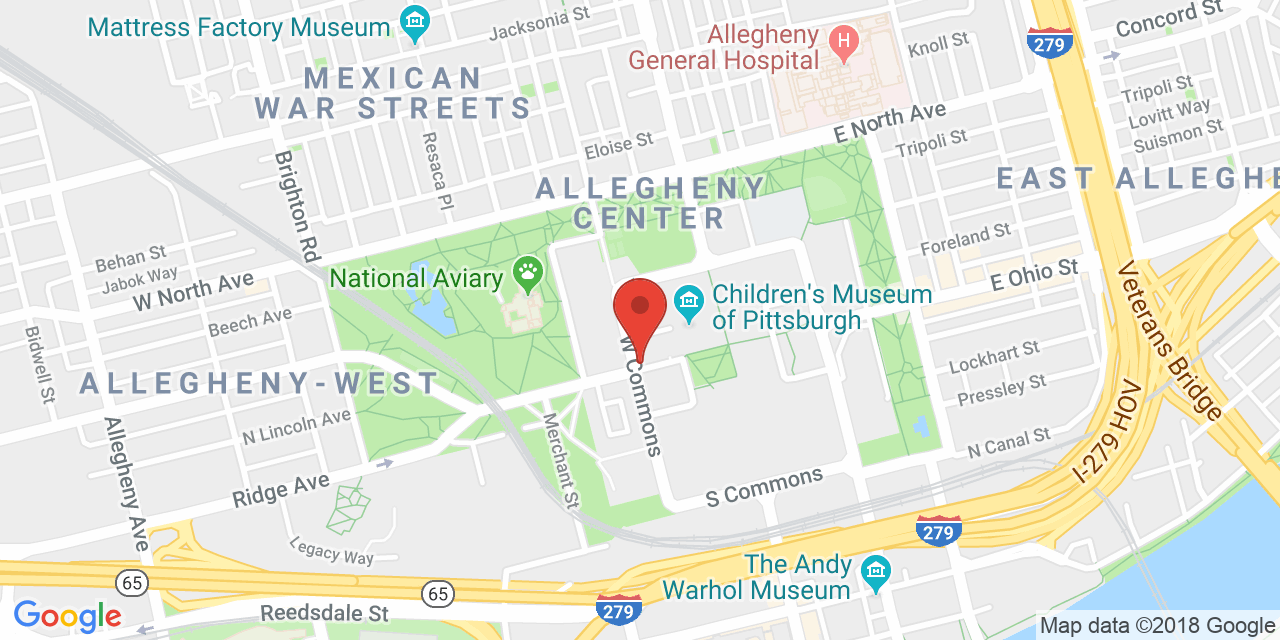 Concord St
Jacksonia St
Mattress Factory Museum
Allegheny
General Hospital
H
Knoll St
279
MEXICAN
WAR STREETS
Tripoli St
Lovitt Way
Suismon St
E North Ave
Tripoli St
Eloise St
Resaca Pl
Brighton Rd
ALLEGHENY
CENTER
EAST ALLEGHE
Foreland St
Behan St
Jabok Way
W North Ave
National Aviary
E Ohio St
Children's Museum
of Pittsburgh
Beech Ave
Bidwell St
W Commons
Veterans Bridge
Lockhart St
Pressley St
ALLEGHENY-WEST
N Lincoln Ave
Allegheny Ave
Merchant St
N Canal St
I-279 HOV
Ridge Ave
S Commons
279
Legacy Way
The Andy
Warhol Museum
65
65
279
Reedsdale St
Google
Map data ©2018 Google